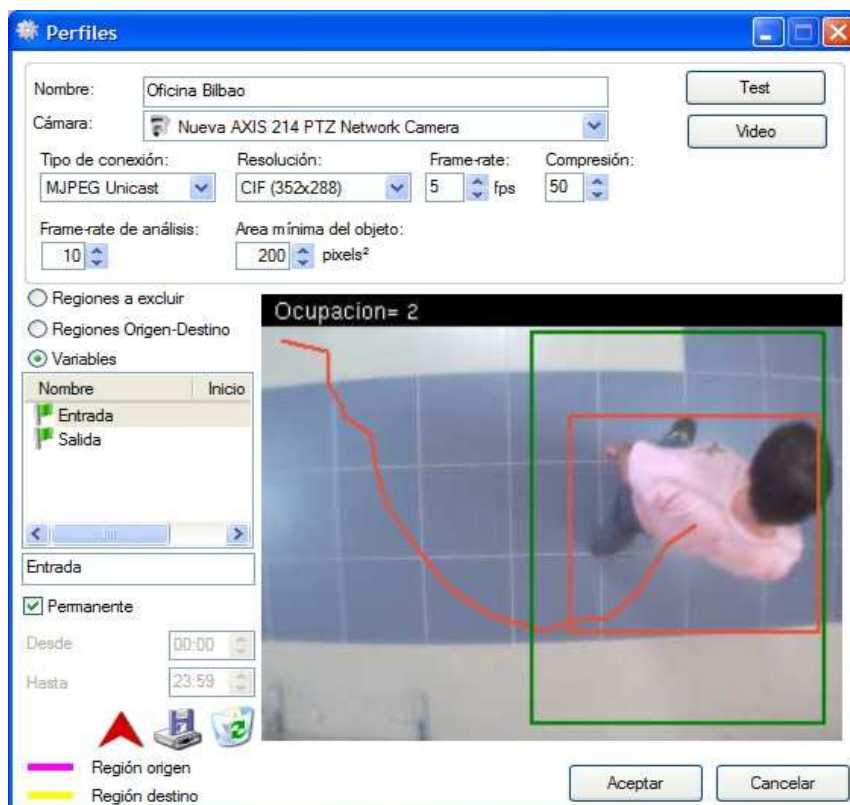 Perfiles
Nombre: Oficina Bilbao Test
Cámara: Nueva AXIS 214 PTZ Network Camera Video
Tipo de conexión: Resolución: Frame-rate: Compresión:
MJPEG Unicast CIF (352x288) 5 fps 50
Frame-rate de análisis: Area mínima del objeto:
10 200 pixels²
Regiones a excluir
Regiones Origen-Destino
Variables
Nombre Inicio
Entrada
Salida
Entrada
Permanente
Desde 00:00
Hasta 23:59
Región origen
Región destino
Ocupacion= 2
Aceptar Cancelar